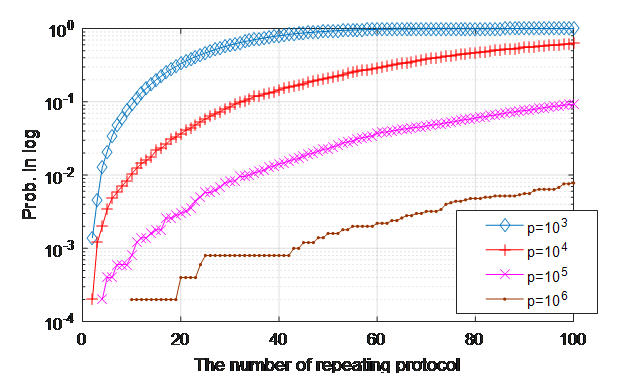 10^0
10^-1
10^-2
10^-3
10^-4
Prob. in log
0 20 40 60 80 100
The number of repeating protocol
p=10^3
p=10^4
p=10^5
p=10^6